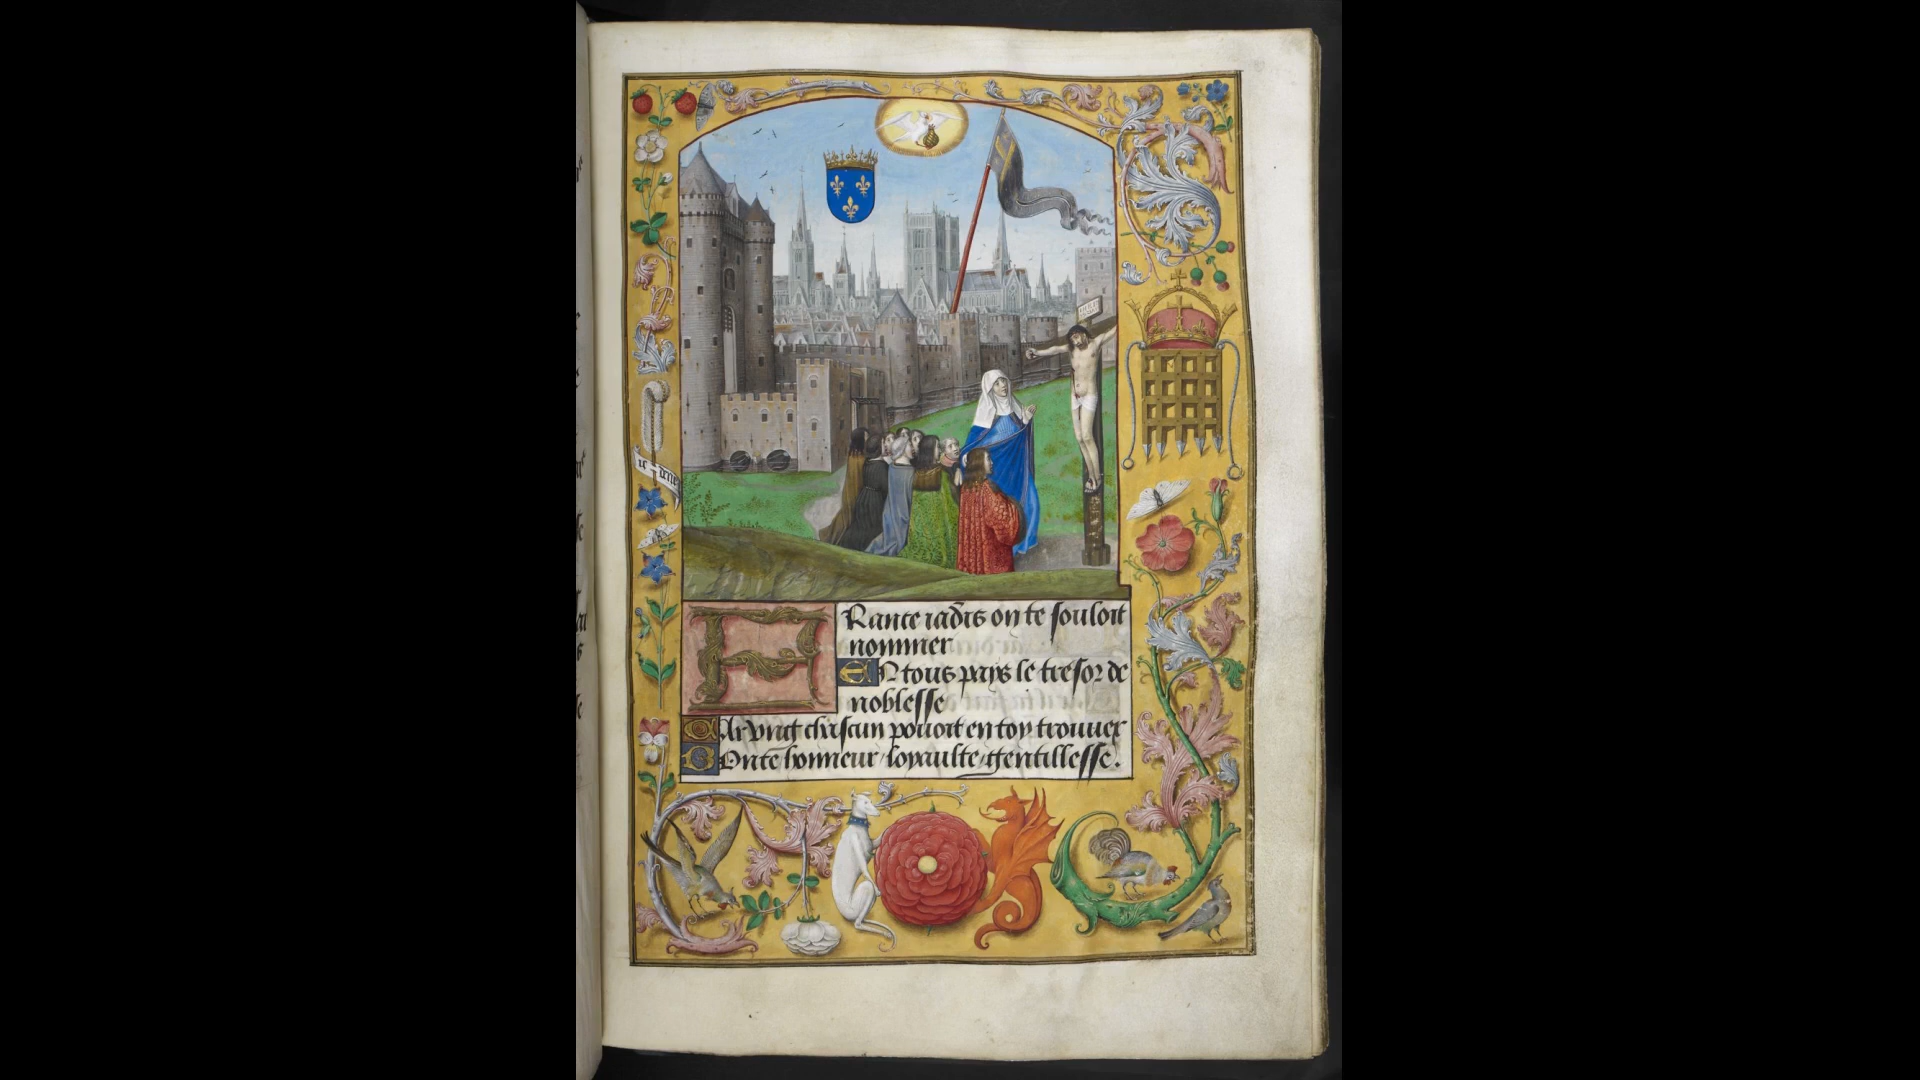 FRance iadis on te souloit
nommer
En tous pays le tresor de
noblesse
Car vng chascun pouoit en toy trouuer
Bonte honneur loyaulte gentillesse.